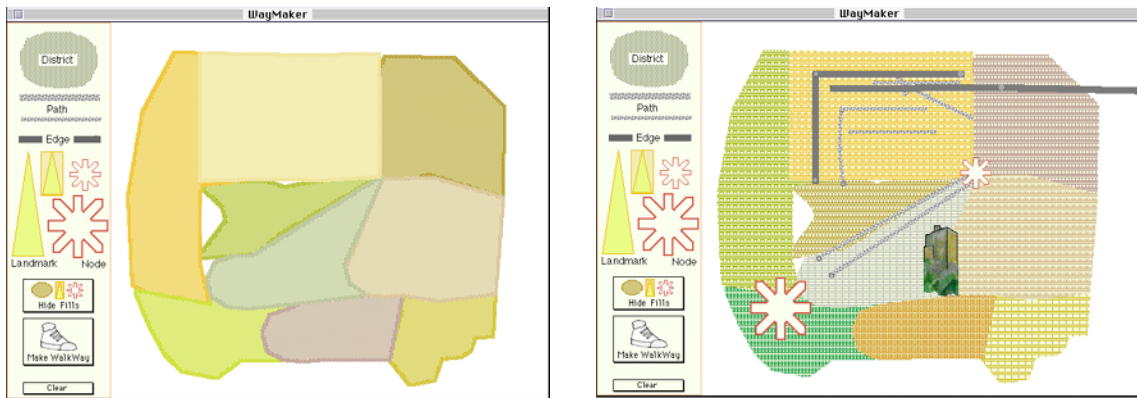 WayMaker
District
Path
Edge
Landmark
Node
Hide Fills
Make WalkWay
Clear
WayMaker
District
Path
Edge
Landmark
Node
Hide Fills
Make WalkWay
Clear